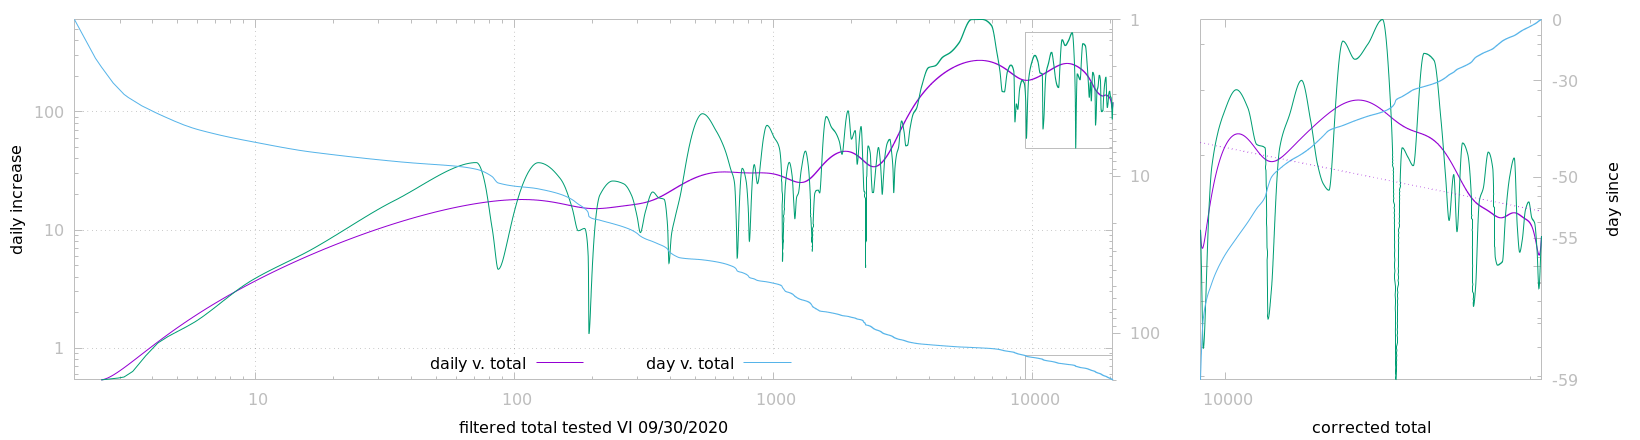 100
10
1
daily increase
10
100
1000
10000
filtered total tested VI 09/30/2020
daily v. total
day v. total
1
10
100
10000
corrected total
0
-30
-50
-55
-59
day since